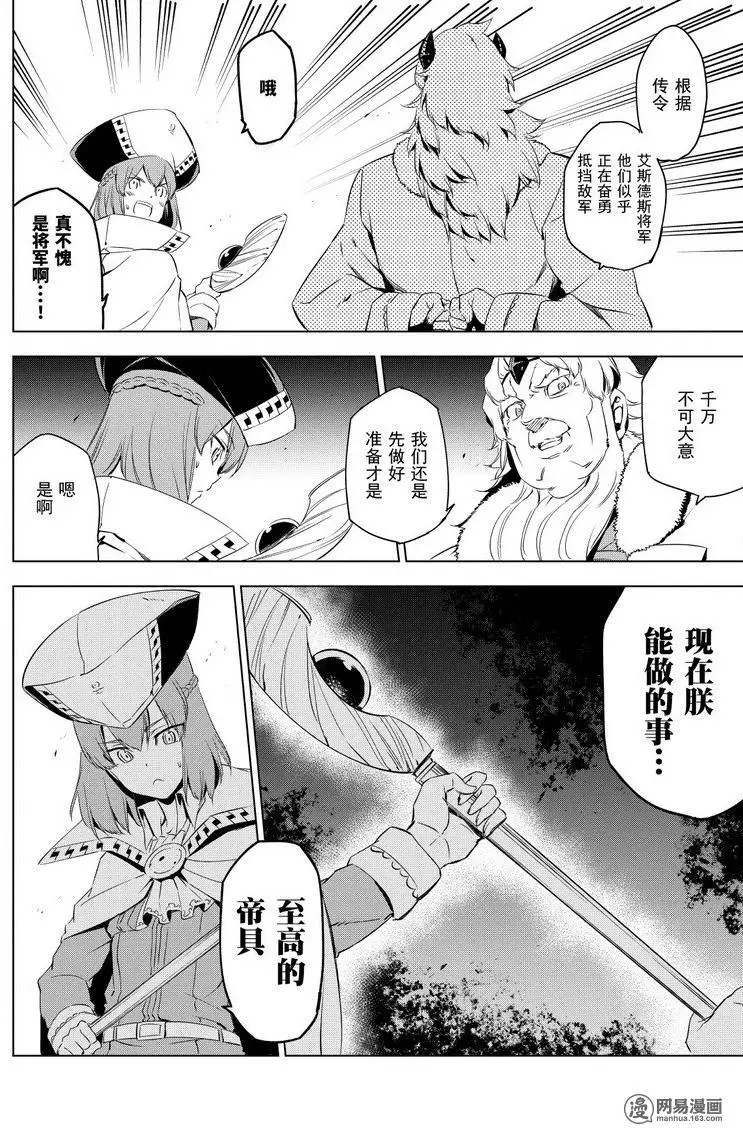 根据
传令
艾斯德斯将军
他们似乎
正在奋勇
抵挡敌军
哦
真不愧
是将军啊…！
千万
不可大意
我们还是
先做好
准备才是
嗯
是啊
现在朕
能做的事…
至高的
帝具
漫 网易漫画
manhua.163.com